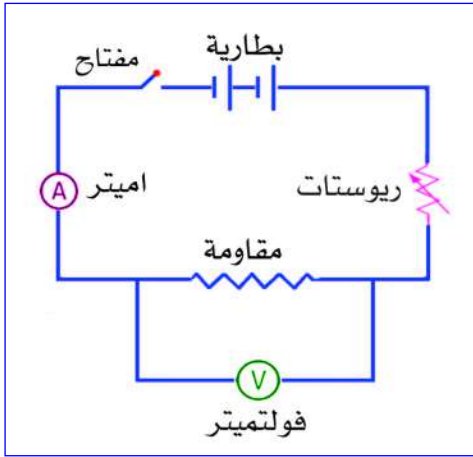 بطارية
مفتاح
اميتر
A
ريوستات
مقاومة
V
فولتميتر